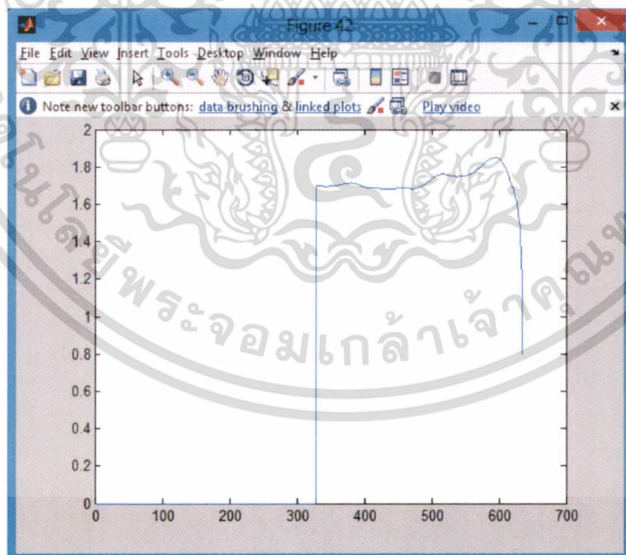 Figure 42
File Edit View Insert Tools Desktop Window Help
Note new toolbar buttons: data brushing & linked plots Play video
2
1.8
1.6
1.4
1.2
1
0.8
0.6
0.4
0.2
0
0 100 200 300 400 500 600 700
พระจอมเกล้าเจ้าคุณท